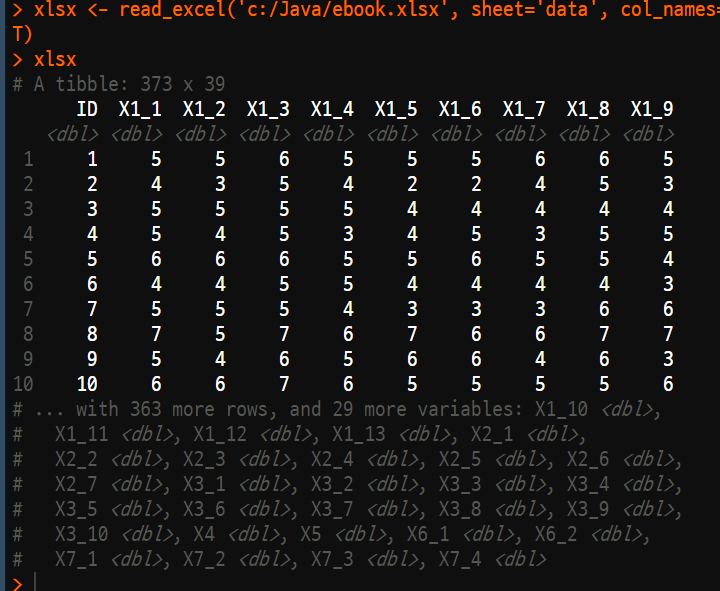 > xlsx <- read_excel('c:/Java/ebook.xlsx', sheet='data', col_names=
T)
> xlsx
# A tibble: 373 x 39
ID X1_1 X1_2 X1_3 X1_4 X1_5 X1_6 X1_7 X1_8 X1_9
<dbl> <dbl> <dbl> <dbl> <dbl> <dbl> <dbl> <dbl> <dbl> <dbl>
1 1 5 5 6 5 5 5 6 6 5
2 2 4 3 5 4 2 2 4 5 3
3 3 5 5 5 5 4 4 4 4 4
4 4 5 4 5 3 4 5 3 5 5
5 5 6 6 6 5 5 6 5 5 4
6 6 4 4 5 5 4 4 4 4 3
7 7 5 5 5 4 3 3 3 6 6
8 8 7 5 7 6 7 6 6 7 7
9 9 5 4 6 5 6 6 4 6 3
10 10 6 6 7 6 5 5 5 5 6
# ... with 363 more rows, and 29 more variables: X1_10 <dbl>,
# X1_11 <dbl>, X1_12 <dbl>, X1_13 <dbl>, X2_1 <dbl>,
# X2_2 <dbl>, X2_3 <dbl>, X2_4 <dbl>, X2_5 <dbl>, X2_6 <dbl>,
# X2_7 <dbl>, X3_1 <dbl>, X3_2 <dbl>, X3_3 <dbl>, X3_4 <dbl>,
# X3_5 <dbl>, X3_6 <dbl>, X3_7 <dbl>, X3_8 <dbl>, X3_9 <dbl>,
# X3_10 <dbl>, X4 <dbl>, X5 <dbl>, X6_1 <dbl>, X6_2 <dbl>,
# X7_1 <dbl>, X7_2 <dbl>, X7_3 <dbl>, X7_4 <dbl>
>